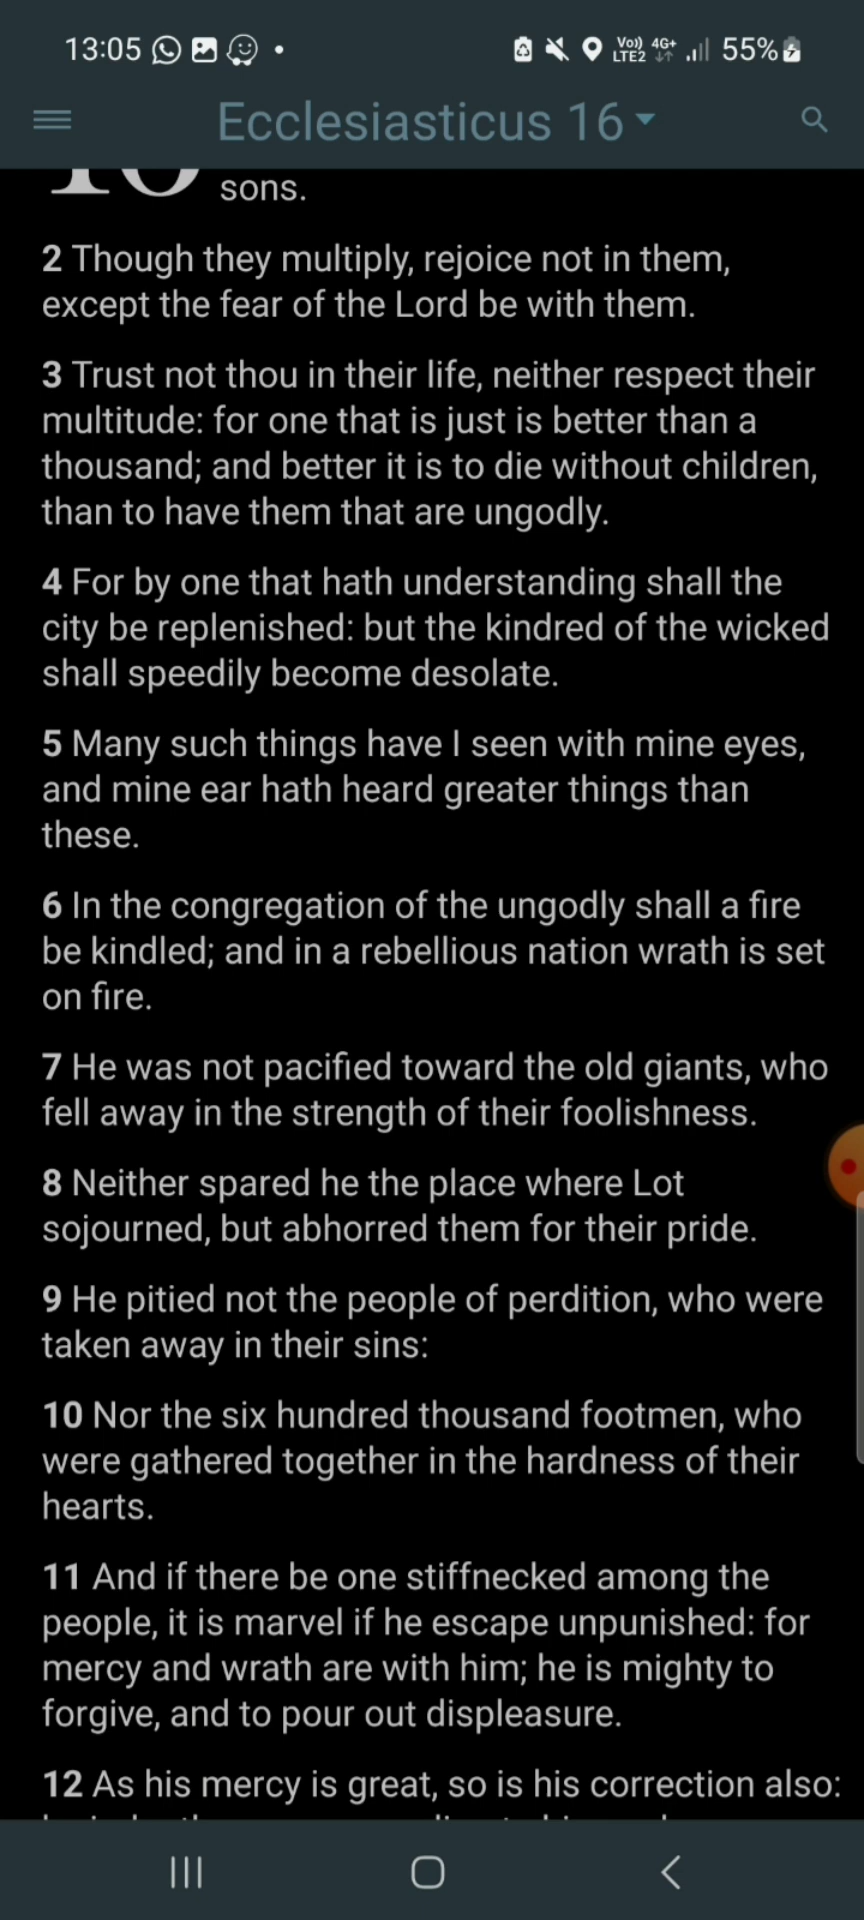 13:05
Vo)) 4G+ 55%
LTE2
Ecclesiasticus 16
16 sons.
2 Though they multiply, rejoice not in them,
except the fear of the Lord be with them.
3 Trust not thou in their life, neither respect their
multitude: for one that is just is better than a
thousand; and better it is to die without children,
than to have them that are ungodly.
4 For by one that hath understanding shall the
city be replenished: but the kindred of the wicked
shall speedily become desolate.
5 Many such things have I seen with mine eyes,
and mine ear hath heard greater things than
these.
6 In the congregation of the ungodly shall a fire
be kindled; and in a rebellious nation wrath is set
on fire.
7 He was not pacified toward the old giants, who
fell away in the strength of their foolishness.
8 Neither spared he the place where Lot
sojourned, but abhorred them for their pride.
9 He pitied not the people of perdition, who were
taken away in their sins:
10 Nor the six hundred thousand footmen, who
were gathered together in the hardness of their
hearts.
11 And if there be one stiffnecked among the
people, it is marvel if he escape unpunished: for
mercy and wrath are with him; he is mighty to
forgive, and to pour out displeasure.
12 As his mercy is great, so is his correction also: